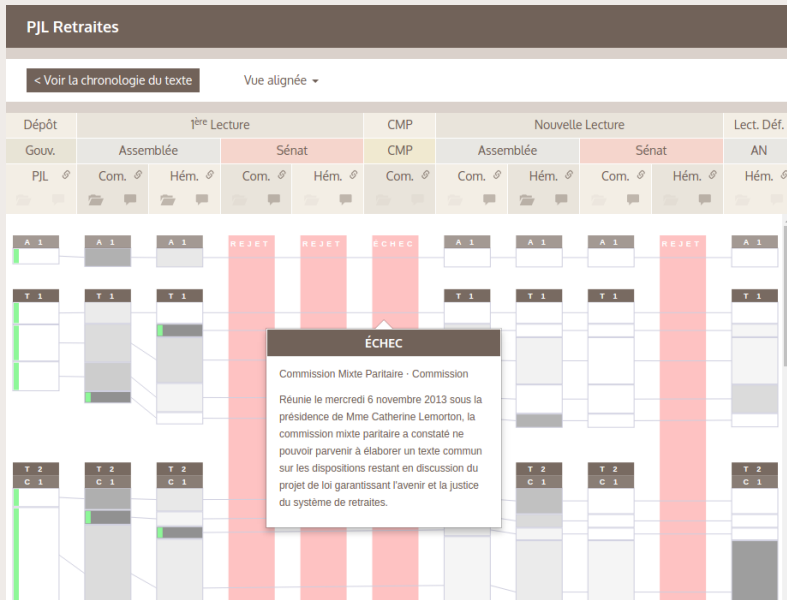 PJL Retraites
< Voir la chronologie du texte Vue alignée
Dépôt 1ère Lecture CMP Nouvelle Lecture Lect. Déf.
Gouv. Assemblée Sénat CMP Assemblée Sénat AN
PJL Com. Hém. Com. Hém. Com. Com. Hém. Com. Hém. Hém.
A 1 A 1 A 1 REJET REJET ÉCHEC A 1 A 1 A 1 REJET A 1
T 1 T 1 T 1 T 1 T 1 T 1 T 1
ÉCHEC
Commission Mixte Paritaire · Commission
Réunie le mercredi 6 novembre 2013 sous la
présidence de Mme Catherine Lemorton, la
commission mixte paritaire a constaté ne
pouvoir parvenir à élaborer un texte commun
sur les dispositions restant en discussion du
projet de loi garantissant l'avenir et la justice
du système de retraites.
T 2 T 2 T 2 T 2 T 2 T 2
C 1 C 1 C 1 C 1 C 1 C 1